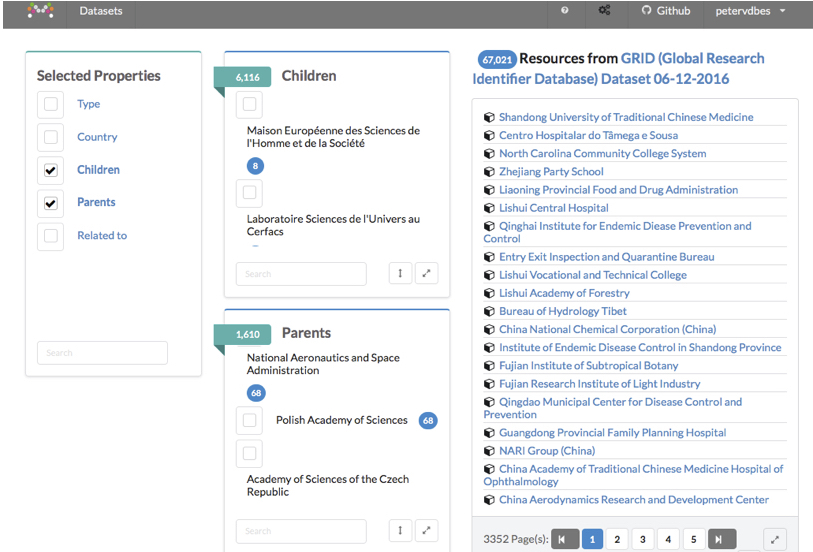 Datasets
Github
petervdbes
Selected Properties
Type
Country
Children
Parents
Related to
Search
6,116
Children
Maison Européenne des Sciences de
l'Homme et de la Société
8
Laboratoire Sciences de l'Univers au
Cerfacs
Search
1,610
Parents
National Aeronautics and Space
Administration
68
Polish Academy of Sciences 68
Academy of Sciences of the Czech
Republic
Search
67,021 Resources from GRID (Global Research
Identifier Database) Dataset 06-12-2016
Shandong University of Traditional Chinese Medicine
Centro Hospitalar do Tâmega e Sousa
North Carolina Community College System
Zhejiang Party School
Liaoning Provincial Food and Drug Administration
Lishui Central Hospital
Qinghai Institute for Endemic Diease Prevention and
Control
Entry Exit Inspection and Quarantine Bureau
Lishui Vocational and Technical College
Lishui Academy of Forestry
Bureau of Hydrology Tibet
China National Chemical Corporation (China)
Institute of Endemic Disease Control in Shandong Province
Fujian Institute of Subtropical Botany
Fujian Research Institute of Light Industry
Qingdao Municipal Center for Disease Control and
Prevention
Guangdong Provincial Family Planning Hospital
NARI Group (China)
China Academy of Traditional Chinese Medicine Hospital of
Ophthalmology
China Aerodynamics Research and Development Center
3352 Page(s): 1 2 3 4 5